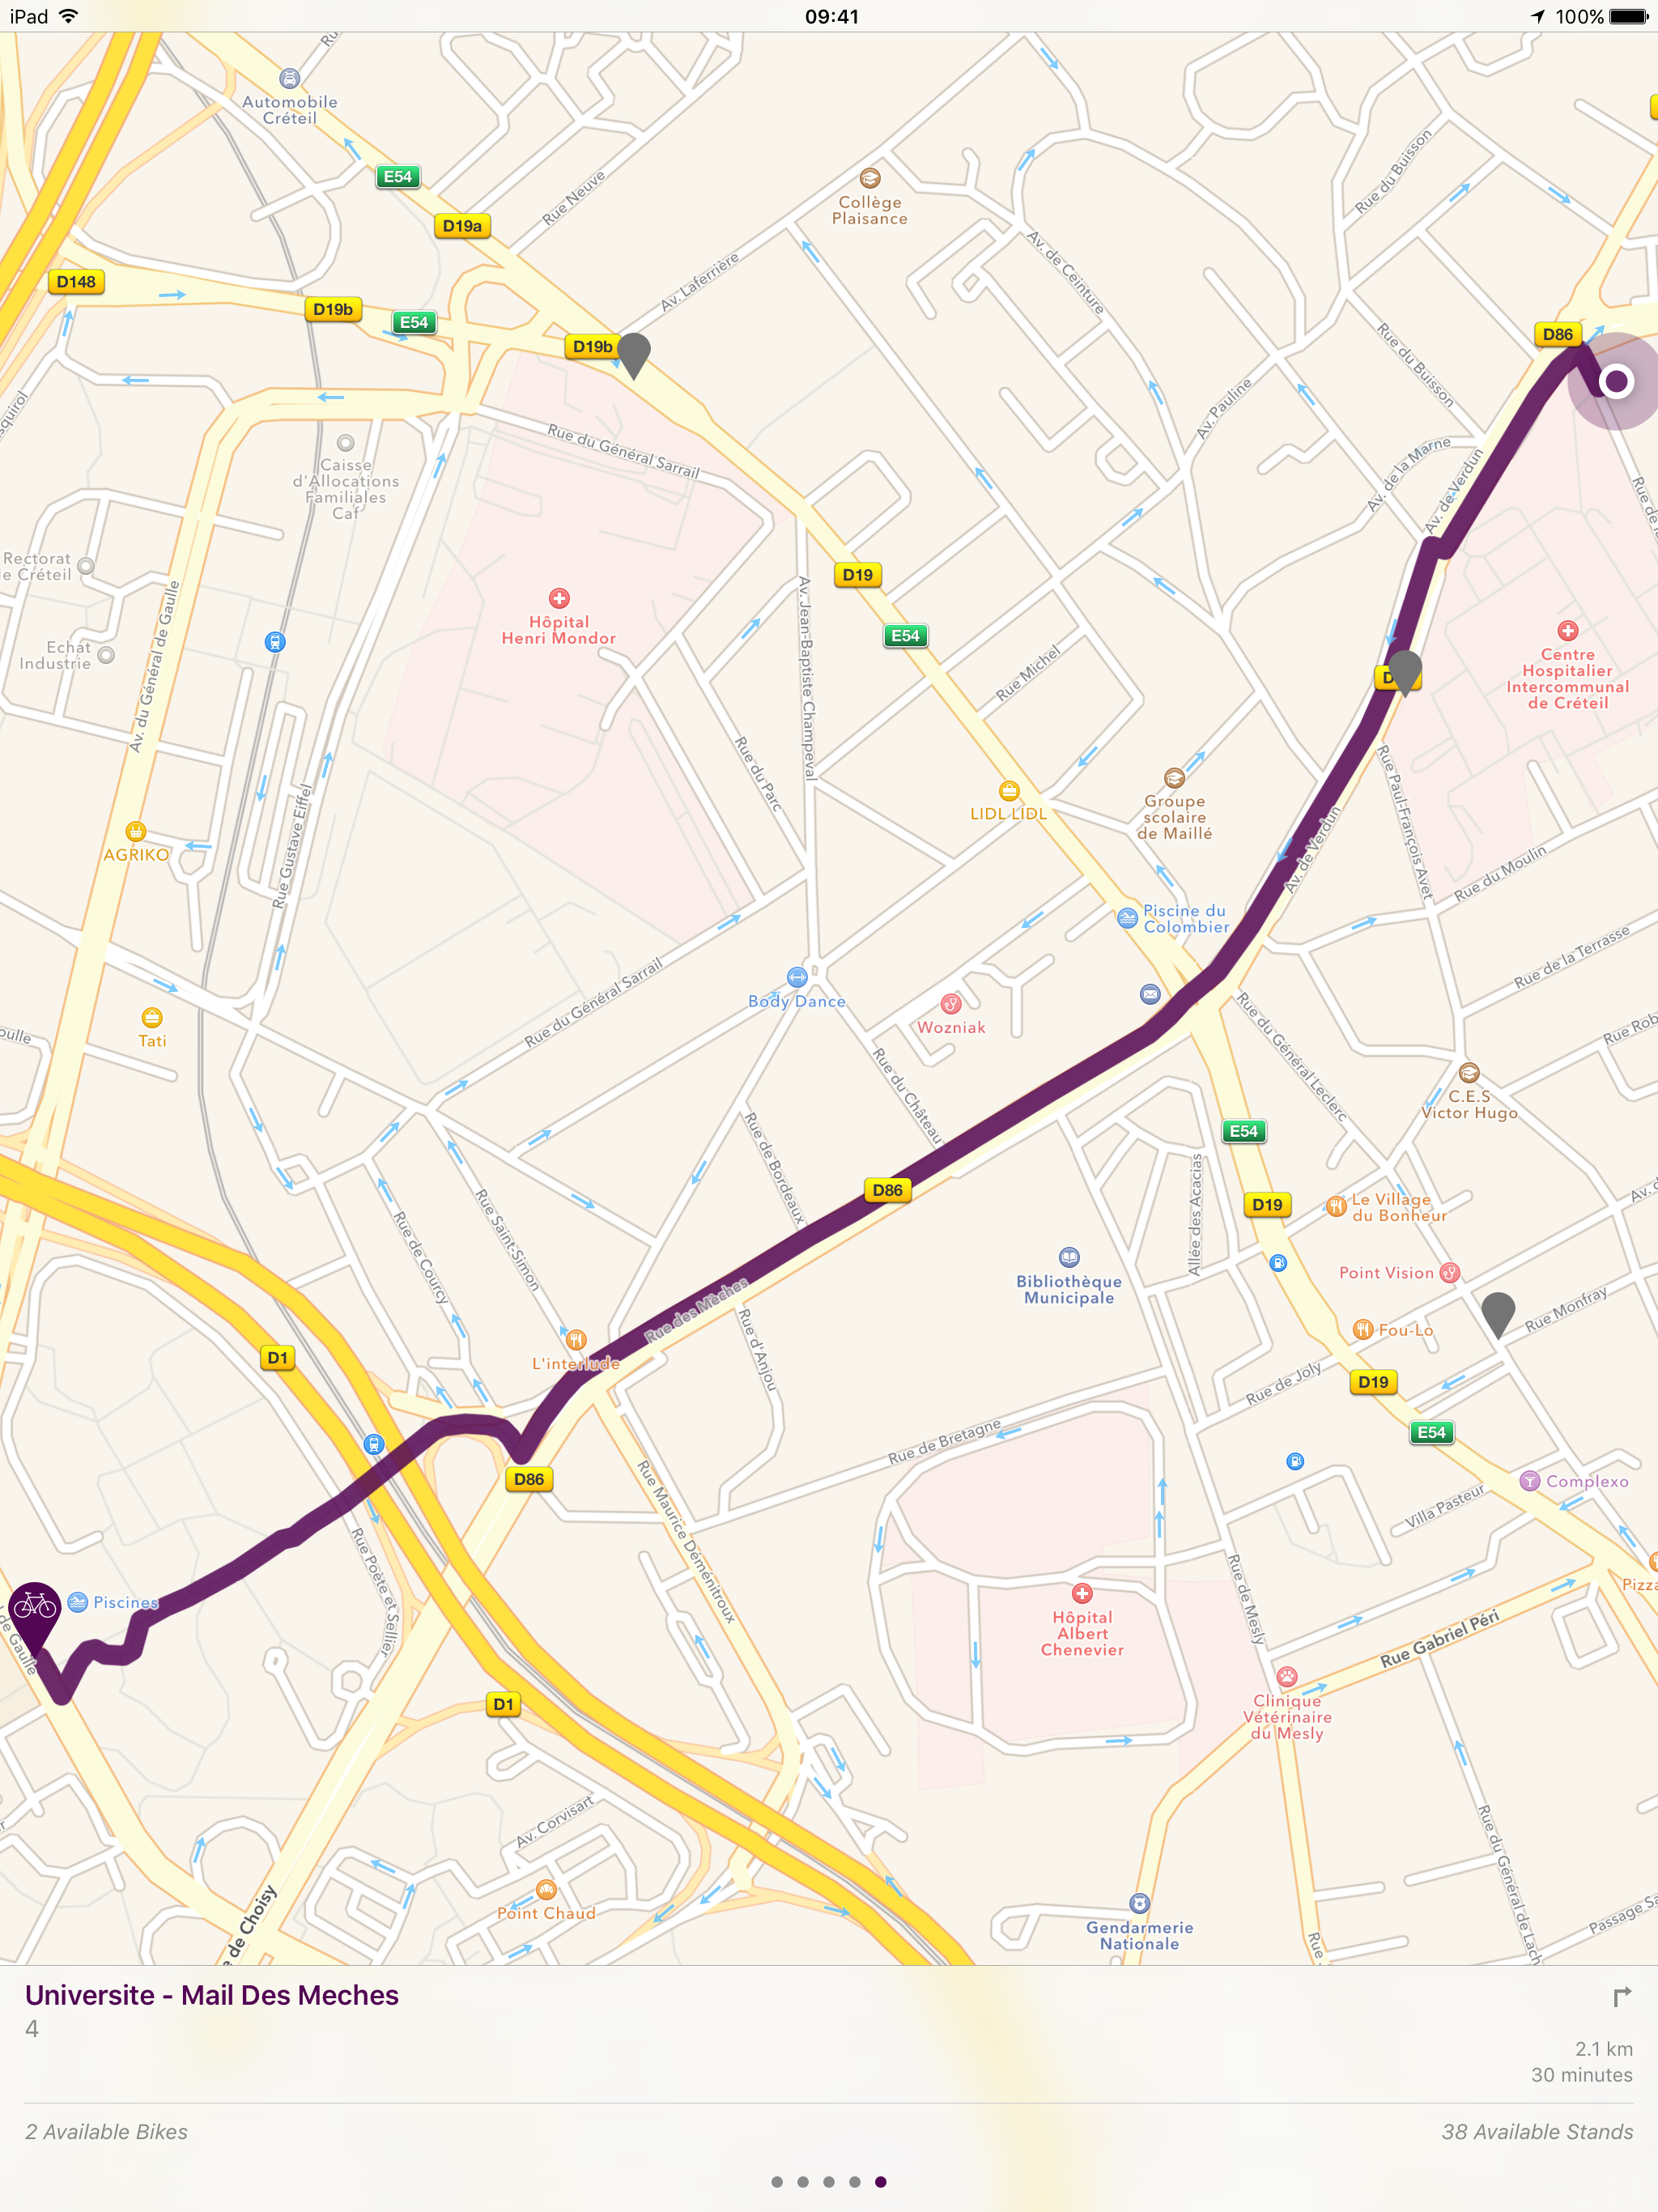 iPad
09:41
100%
Automobile
Créteil
E54
D19a
Rue Neuve
Collège
Plaisance
Rue du Buisson
Av. de Ceinture
Av. Laferrière
D148
D19b
E54
D19b
D86
Rue du Buisson
Av. Pauline
Av. de la Marne
Av. de Verdun
Rue du Général Sarrail
Caisse
d'Allocations
Familiales
Caf
Rectorat
Créteil
Echat
Industrie
Av. du Général de Gaulle
Hôpital
Henri Mondor
Av. Jean-Baptiste Champeval
D19
E54
Rue Michel
Centre
Hospitalier
Intercommunal
de Créteil
Rue du Parc
Rue Paul-François Avet
LIDL LIDL
Groupe
scolaire
de Maillé
AGRIKO
Rue Gustave Eiffel
Av. de Verdun
Rue du Moulin
Piscine du
Colombier
Rue de la Terrasse
Body Dance
Rue du Général Sarrail
Wozniak
Tati
Rue du Général Leclerc
Rue du Château
C.E.S
Victor Hugo
E54
Rue de Bordeaux
D86
Allée des Acacias
D19
Le Village
du Bonheur
Rue de Courcy
Rue Saint-Simon
Bibliothèque
Municipale
Point Vision
Rue des Mèches
Rue d'Anjou
Rue Monfray
Fou-Lo
D1
L'interlude
D19
Rue de Joly
E54
Rue de Bretagne
D86
Complexo
Villa Pasteur
Rue Maurice Déménitroux
Rue Poète et Sellier
Rue de Mesly
Piscines
de Gaulle
Hôpital
Albert
Chenevier
Rue Gabriel Péri
D1
Clinique
Vétérinaire
du Mesly
Av. Corvisart
Point Chaud
Gendarmerie
Nationale
de Choisy
Universite - Mail Des Meches
4
2.1 km
30 minutes
2 Available Bikes
38 Available Stands